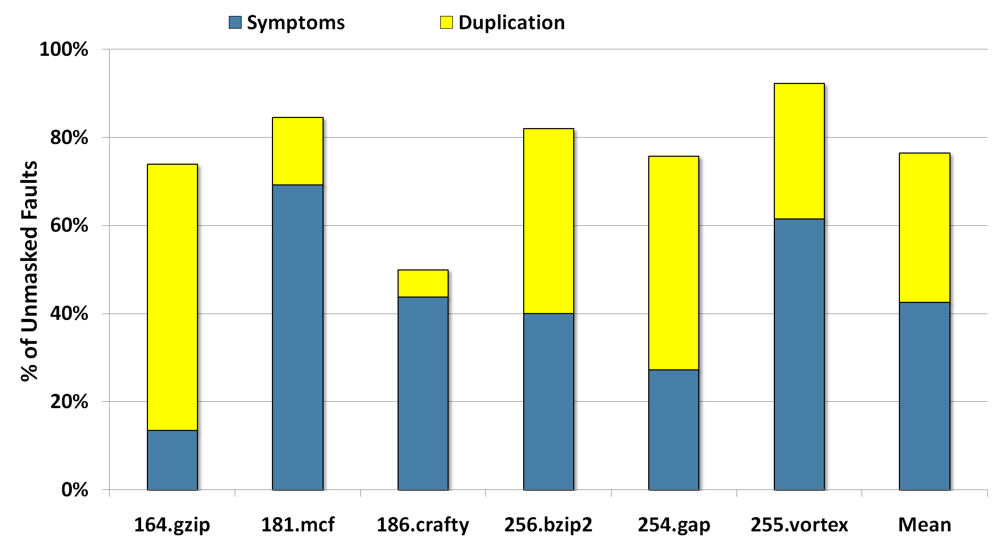 Symptoms Duplication
100%
80%
60%
40%
20%
0%
% of Unmasked Faults
164.gzip 181.mcf 186.crafty 256.bzip2 254.gap 255.vortex Mean